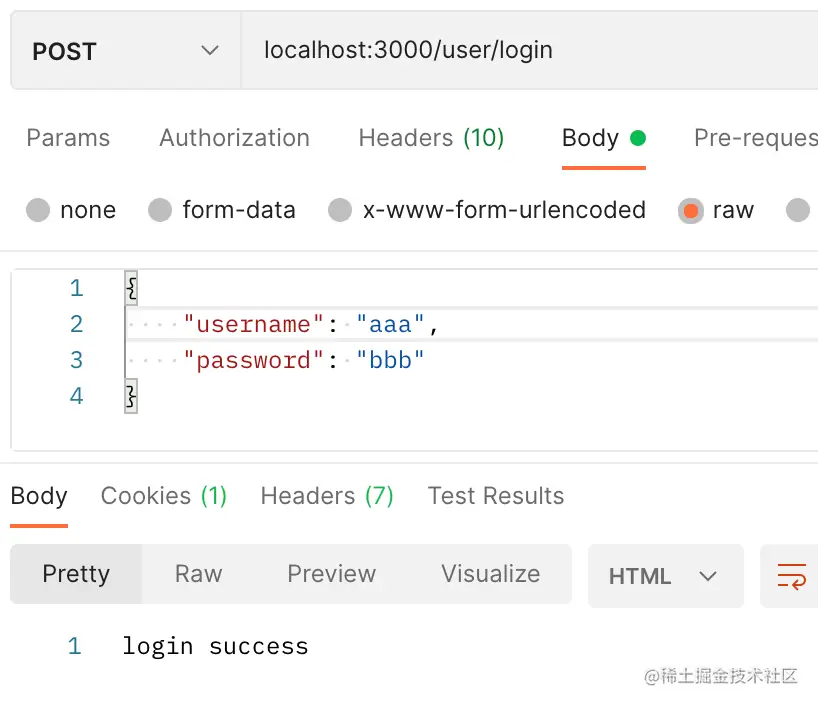 POST localhost:3000/user/login
Params Authorization Headers (10) Body Pre-reques
none form-data x-www-form-urlencoded raw
1 {
2 "username": "aaa",
3 "password": "bbb"
4 }
Body Cookies (1) Headers (7) Test Results
Pretty Raw Preview Visualize HTML
1 login success
@稀土掘金技术社区